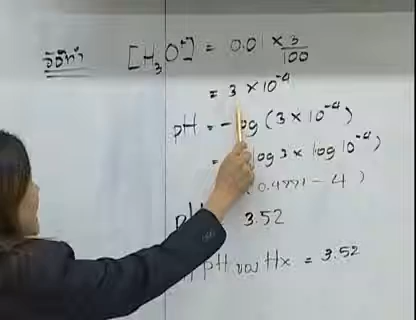 วิธีทำ [H₃O⁺] = 0.01 × 3/100
= 3 × 10⁻⁴
pH = -log (3 × 10⁻⁴)
= log 3 × log 10⁻⁴)
(0.4771 - 4)
pH 3.52
pH ของ Hx = 3.52